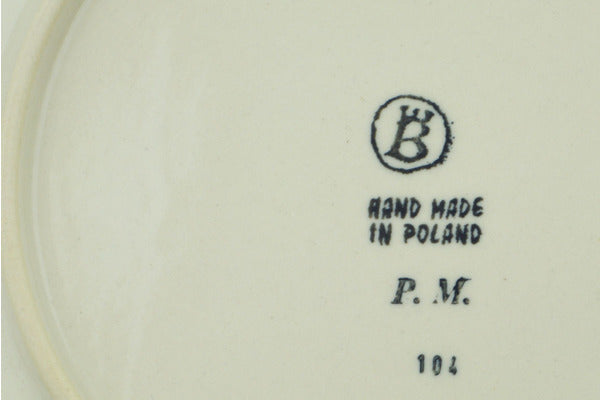 B
HAND MADE
IN POLAND
P. M.
104